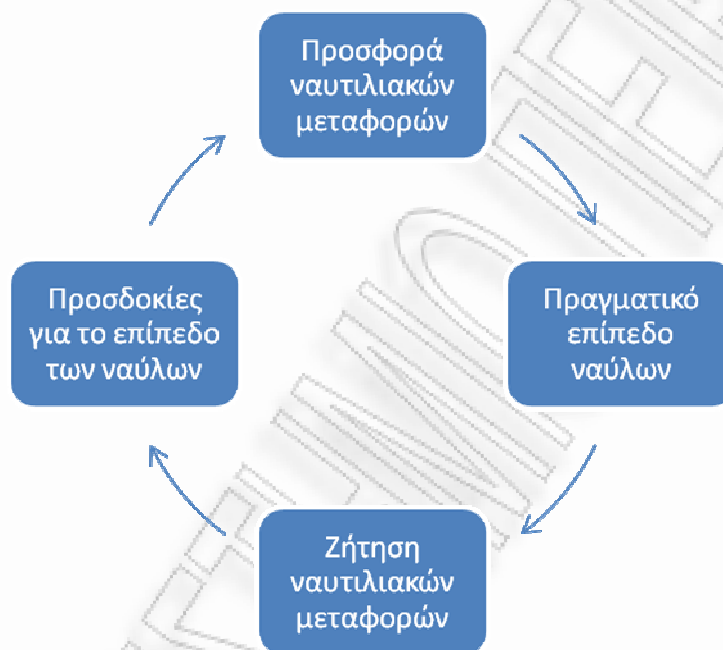 Προσφορά
ναυτιλιακών
μεταφορών
Προσδοκίες
για το επίπεδο
των ναύλων
Πραγματικό
επίπεδο
ναύλων
Ζήτηση
ναυτιλιακών
μεταφορών